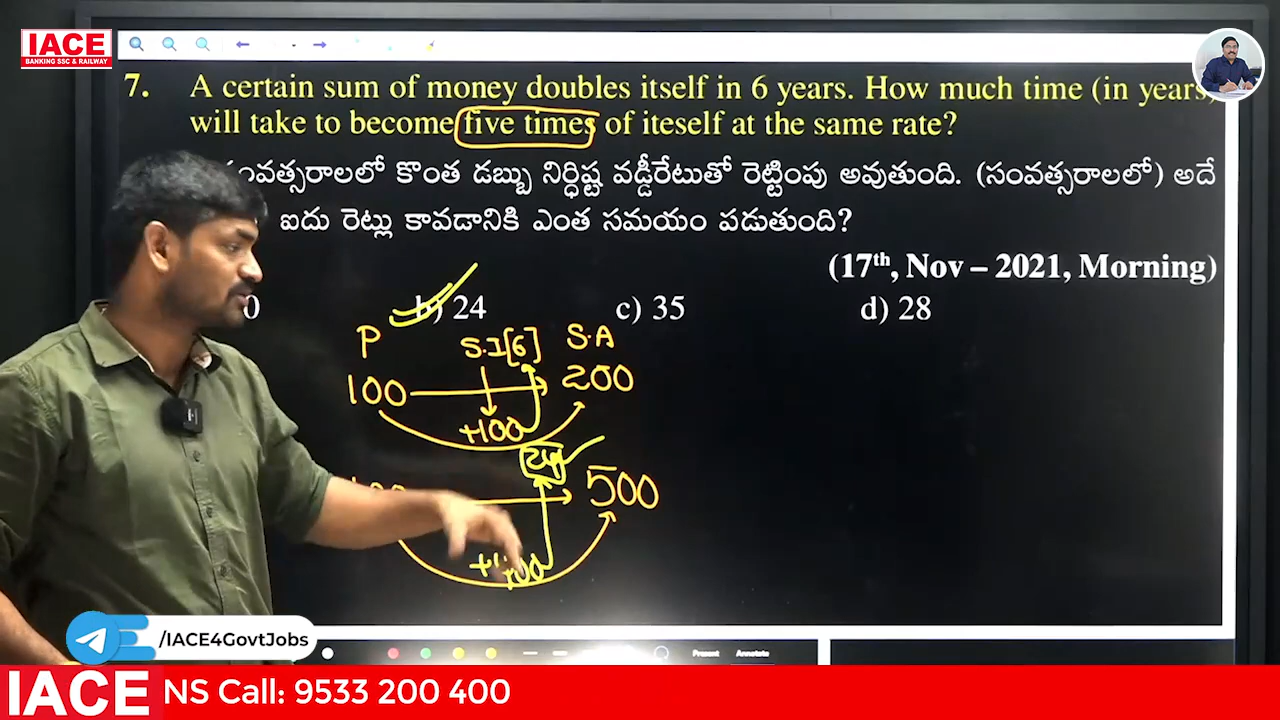 IACE
BANKING SSC & RAILWAY
7. A certain sum of money doubles itself in 6 years. How much time (in years,
will take to become five times of iteself at the same rate?
సంవత్సరాలలో కొంత డబ్బు నిర్ధిష్ట వడ్డీరేటుతో రెట్టింపు అవుతుంది. (సంవత్సరాలలో) అదే
ఐదు రెట్లు కావడానికి ఎంత సమయం పడుతుంది?
(17th, Nov – 2021, Morning)
0 b) 24 c) 35 d) 28
P S.I[6] S.A
100 200
+100
24
500
/IACE4GovtJobs
Present Annotate
IACE NS Call: 9533 200 400